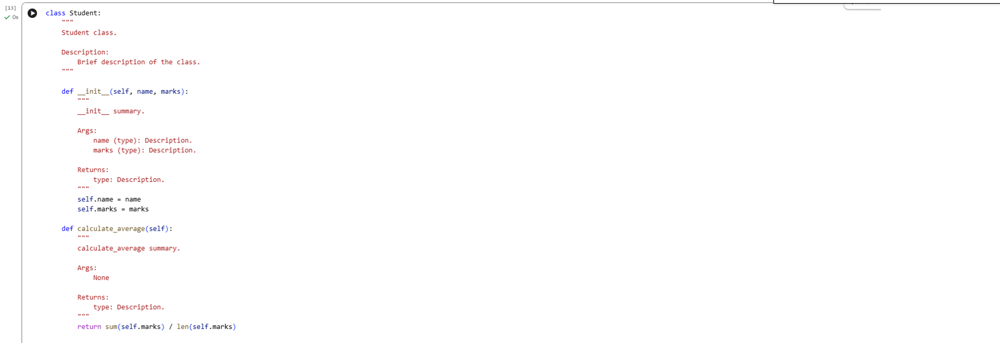 [13]
0s
class Student:
"""
Student class.
Description:
Brief description of the class.
"""
def __init__(self, name, marks):
"""
__init__ summary.
Args:
name (type): Description.
marks (type): Description.
Returns:
type: Description.
"""
self.name = name
self.marks = marks
def calculate_average(self):
"""
calculate_average summary.
Args:
None
Returns:
type: Description.
"""
return sum(self.marks) / len(self.marks)